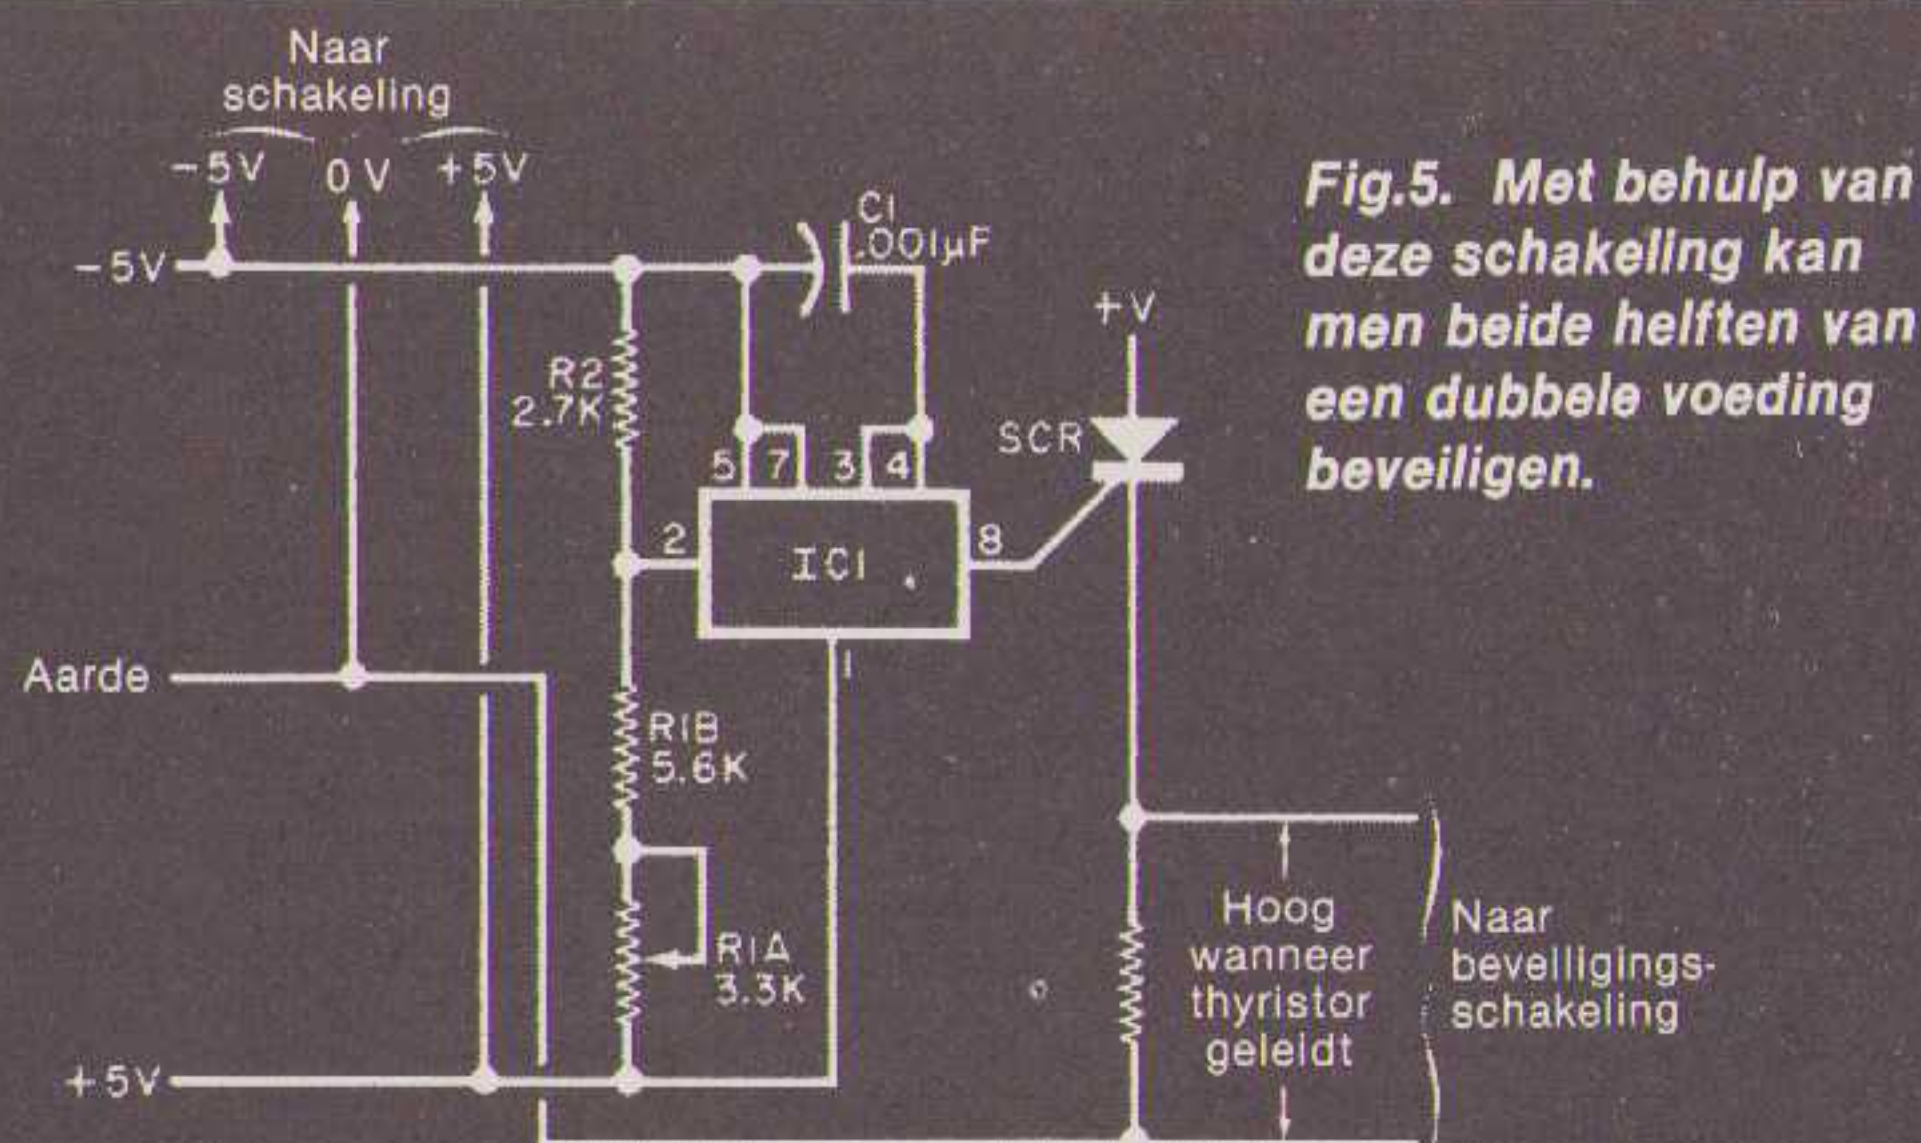 Naar
schakeling
-5V 0V +5V
-5V
C1
.001µF
+V
R2
2.7K
SCR
5 7 3 4
2
IC1
8
1
Aarde
R1B
5.6K
R1A
3.3K
+5V
Hoog
wanneer
thyristor
geleidt
Naar
beveiligings-
schakeling
Fig.5. Met behulp van
deze schakeling kan
men beide helften van
een dubbele voeding
beveiligen.